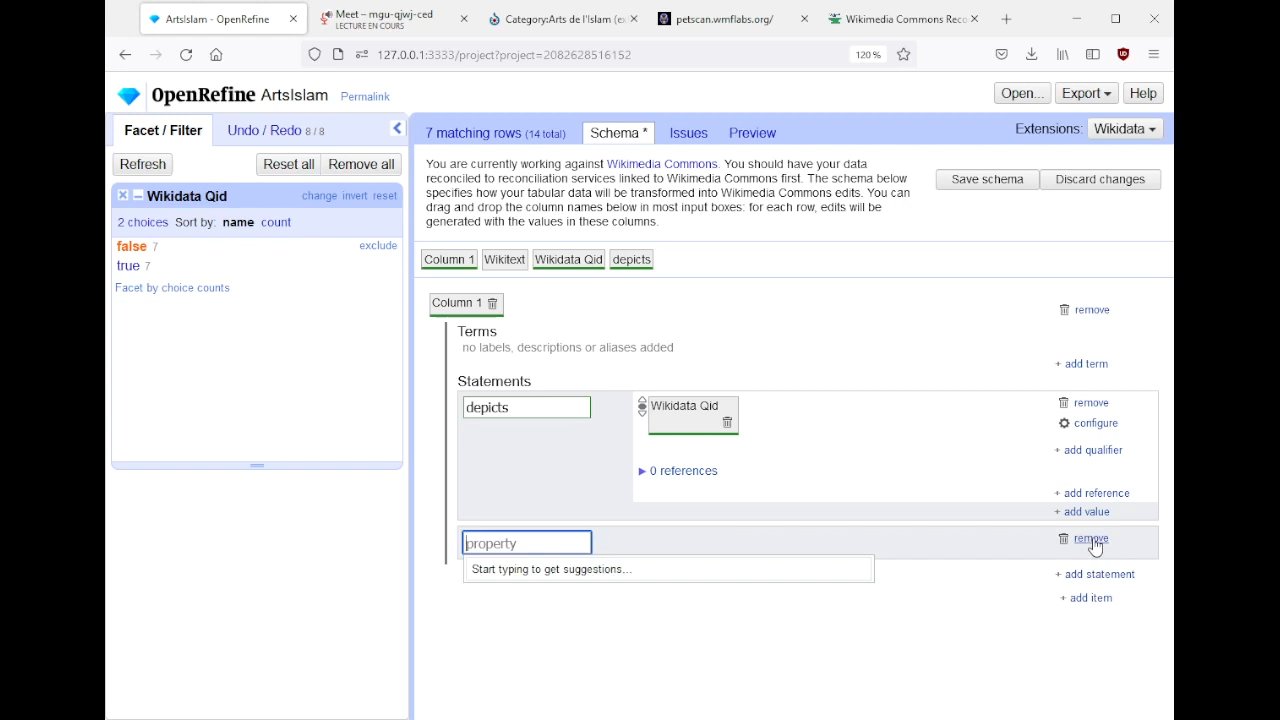 ArtsIslam - OpenRefine
Meet – mgu-qjwj-ced
LECTURE EN COURS
Category:Arts de l'Islam (e
petscan.wmflabs.org/
Wikimedia Commons Reco
127.0.0.1:3333/project?project=2082628516152
120 %
OpenRefine ArtsIslam Permalink
Open... Export Help
Facet / Filter Undo / Redo 8 / 8
7 matching rows (14 total) Schema * Issues Preview
Extensions: Wikidata
Refresh Reset all Remove all
You are currently working against Wikimedia Commons. You should have your data
reconciled to reconciliation services linked to Wikimedia Commons first. The schema below
specifies how your tabular data will be transformed into Wikimedia Commons edits. You can
drag and drop the column names below in most input boxes: for each row, edits will be
generated with the values in these columns.
Save schema Discard changes
Wikidata Qid change invert reset
2 choices Sort by: name count
false 7 exclude
true 7
Facet by choice counts
Column 1 Wikitext Wikidata Qid depicts
Column 1
remove
Terms
no labels, descriptions or aliases added
+ add term
Statements
depicts
Wikidata Qid
remove
configure
+ add qualifier
0 references
+ add reference
+ add value
property
remove
Start typing to get suggestions...
+ add statement
+ add item